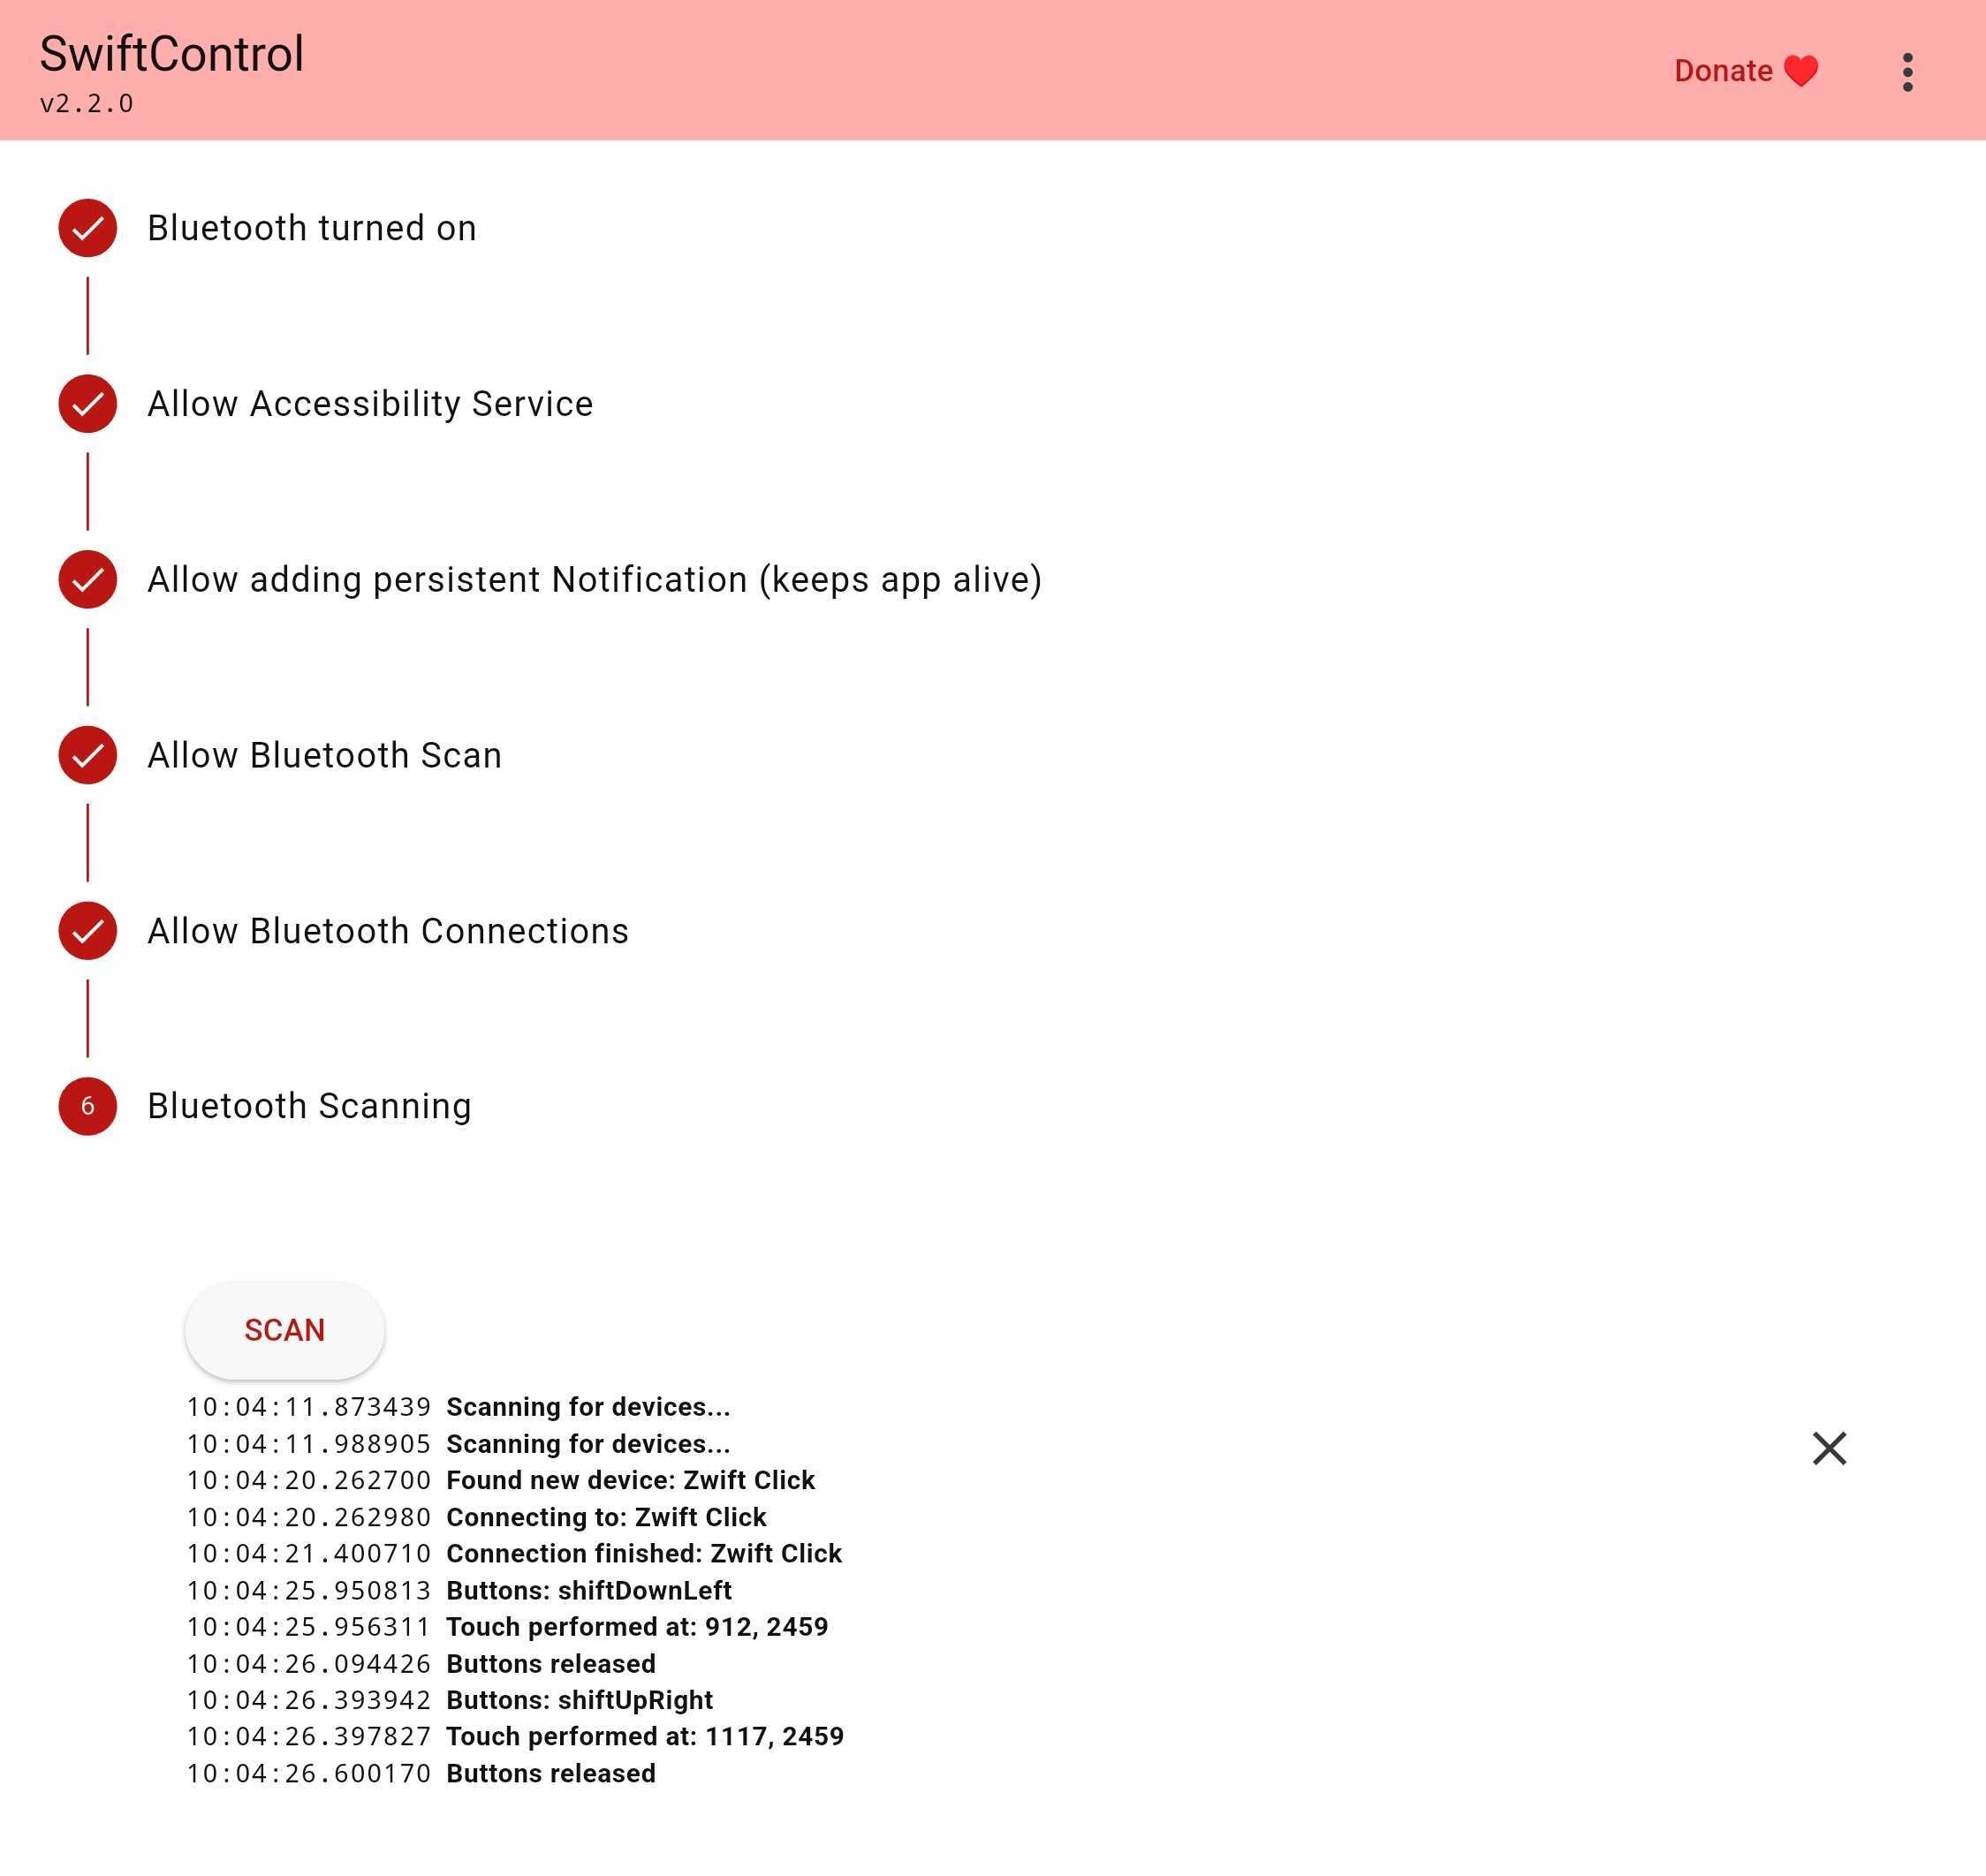 SwiftControl
v2.2.0
Donate ❤️
Bluetooth turned on
Allow Accessibility Service
Allow adding persistent Notification (keeps app alive)
Allow Bluetooth Scan
Allow Bluetooth Connections
6 Bluetooth Scanning
SCAN
10:04:11.873439 Scanning for devices...
10:04:11.988905 Scanning for devices...
10:04:20.262700 Found new device: Zwift Click
10:04:20.262980 Connecting to: Zwift Click
10:04:21.400710 Connection finished: Zwift Click
10:04:25.950813 Buttons: shiftDownLeft
10:04:25.956311 Touch performed at: 912, 2459
10:04:26.094426 Buttons released
10:04:26.393942 Buttons: shiftUpRight
10:04:26.397827 Touch performed at: 1117, 2459
10:04:26.600170 Buttons released